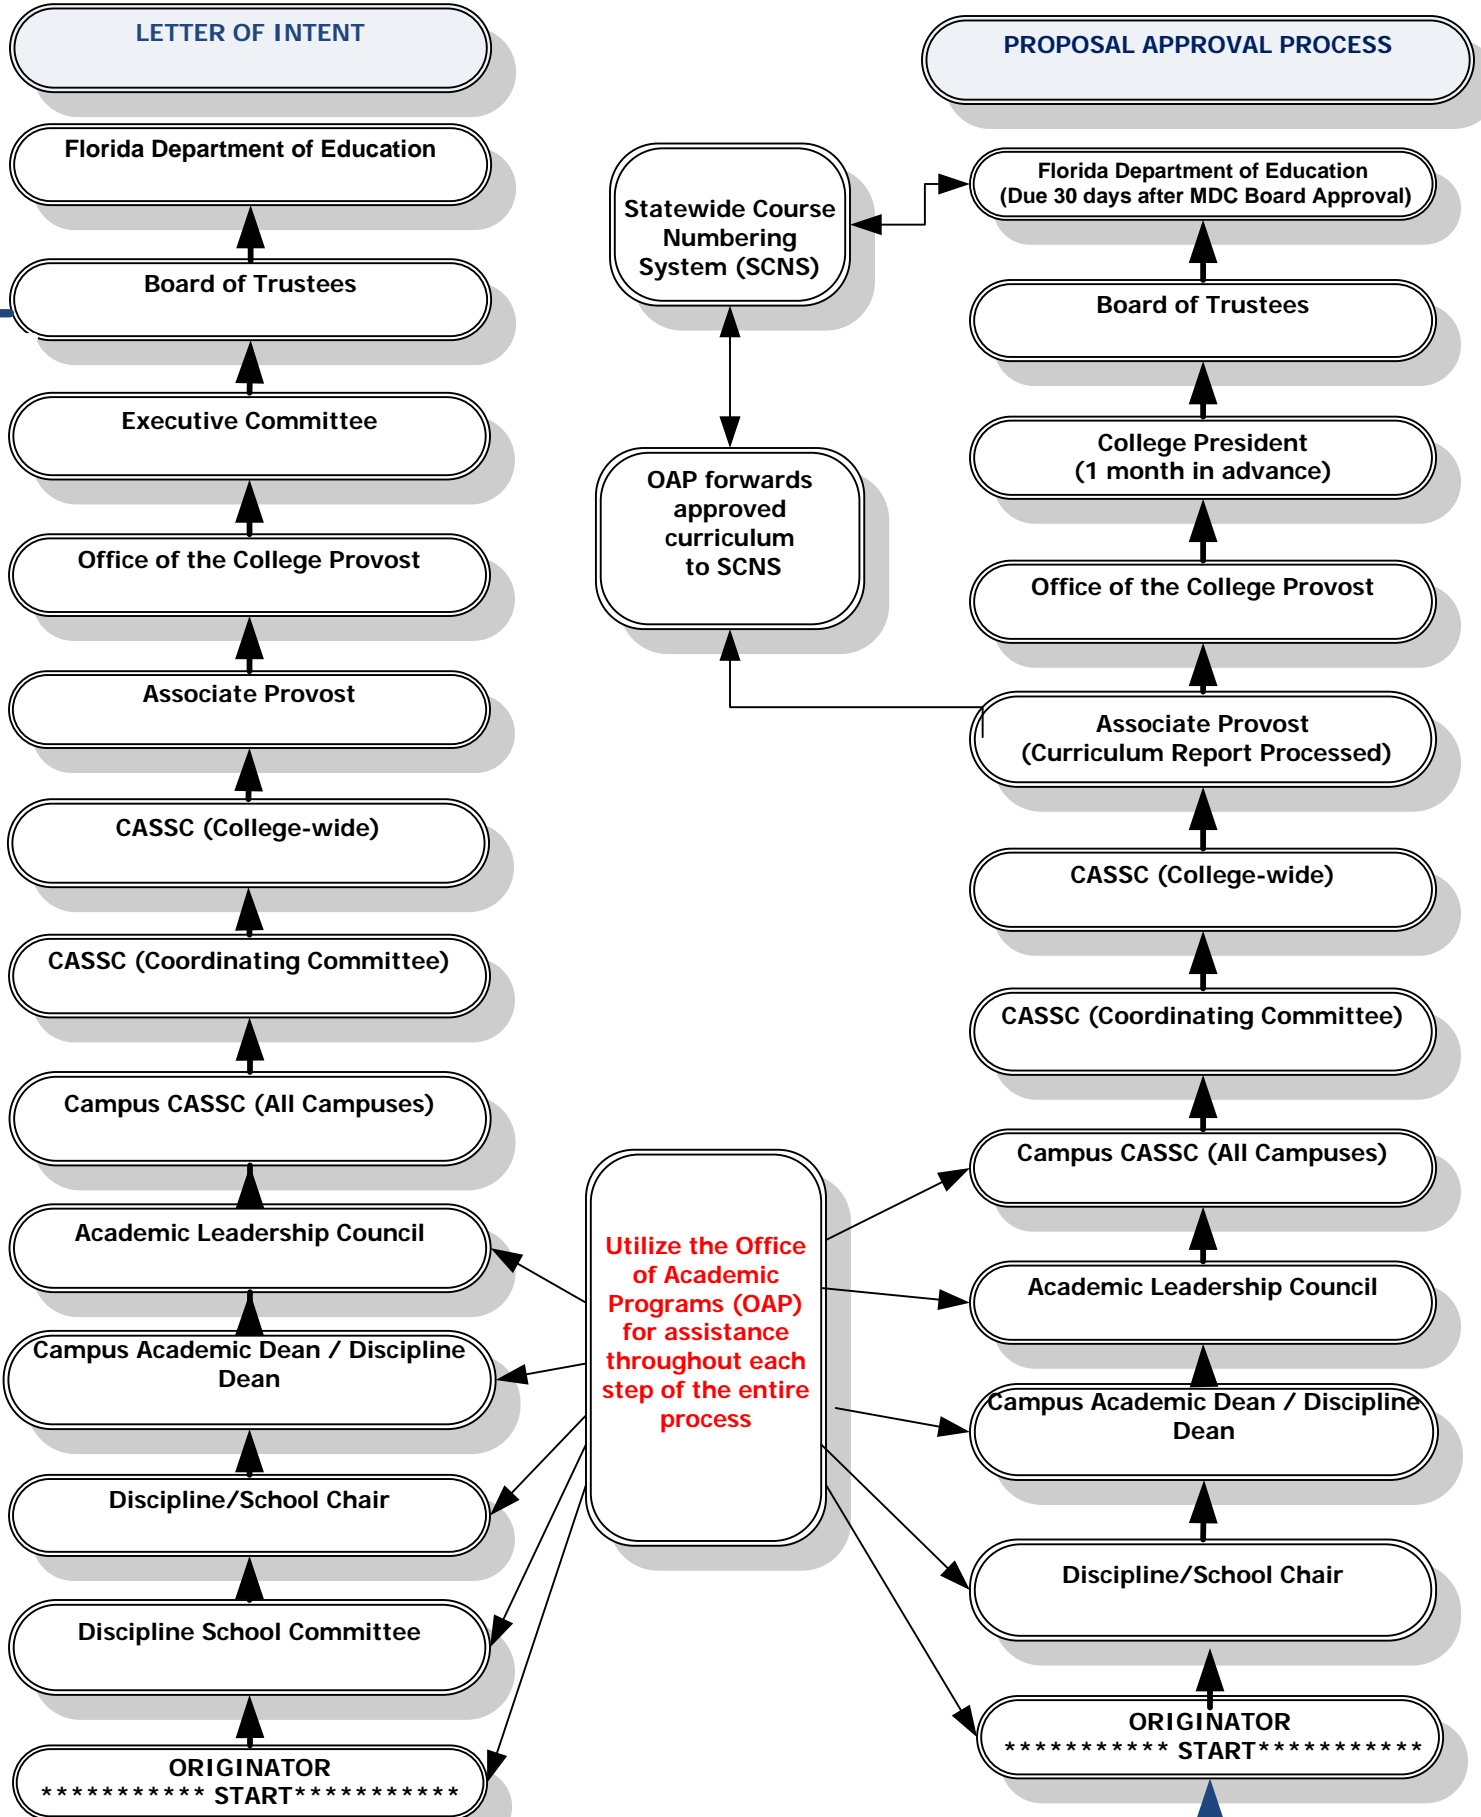 LETTER OF INTENT
Florida Department of Education
Board of Trustees
Executive Committee
Office of the College Provost
Associate Provost
CASSC (College-wide)
CASSC (Coordinating Committee)
Campus CASSC (All Campuses)
Academic Leadership Council
Campus Academic Dean / Discipline
Dean
Discipline/School Chair
Discipline School Committee
ORIGINATOR
*********** START***********
Statewide Course
Numbering
System (SCNS)
OAP forwards
approved
curriculum
to SCNS
Utilize the Office
of Academic
Programs (OAP)
for assistance
throughout each
step of the entire
process
PROPOSAL APPROVAL PROCESS
Florida Department of Education
(Due 30 days after MDC Board Approval)
Board of Trustees
College President
(1 month in advance)
Office of the College Provost
Associate Provost
(Curriculum Report Processed)
CASSC (College-wide)
CASSC (Coordinating Committee)
Campus CASSC (All Campuses)
Academic Leadership Council
Campus Academic Dean / Discipline
Dean
Discipline/School Chair
ORIGINATOR
*********** START***********